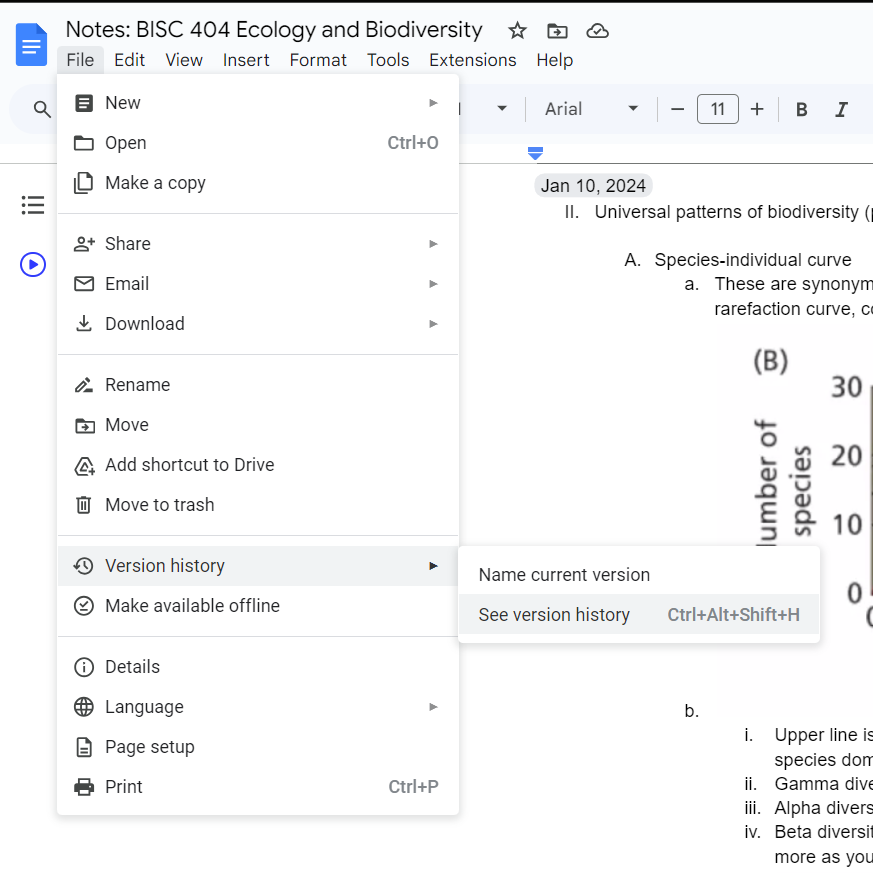 Notes: BISC 404 Ecology and Biodiversity
File Edit View Insert Format Tools Extensions Help
Arial 11 B I
New
Open Ctrl+O
Make a copy
Share
Email
Download
Rename
Move
Add shortcut to Drive
Move to trash
Version history
Make available offline
Details
Language
Page setup
Print Ctrl+P
Name current version
See version history Ctrl+Alt+Shift+H
Jan 10, 2024
II. Universal patterns of biodiversity (
A. Species-individual curve
a. These are synonym
rarefaction curve, c
(B)
30
20
10
0
umber of
species
b.
i. Upper line is
species dom
ii. Gamma dive
iii. Alpha divers
iv. Beta diversit
more as you